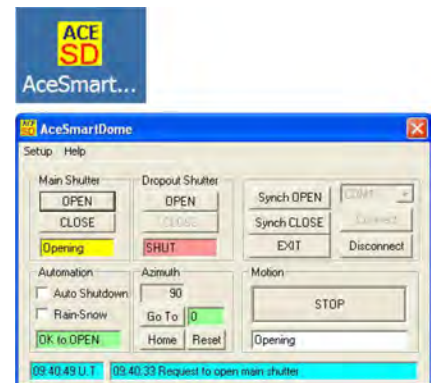 ACE
SD
AceSmart...
AceSmartDome
Setup Help
Main Shutter
OPEN
CLOSE
Opening
Dropout Shutter
OPEN
CLOSE
SHUT
Synch OPEN
COM1
Synch CLOSE
Connect
EXIT
Disconnect
Automation
Auto Shutdown
Rain-Snow
OK to OPEN
Azimuth
90
Go To 0
Home Reset
Motion
STOP
Opening
09:40:49 U.T 09:40:33 Request to open main shutter